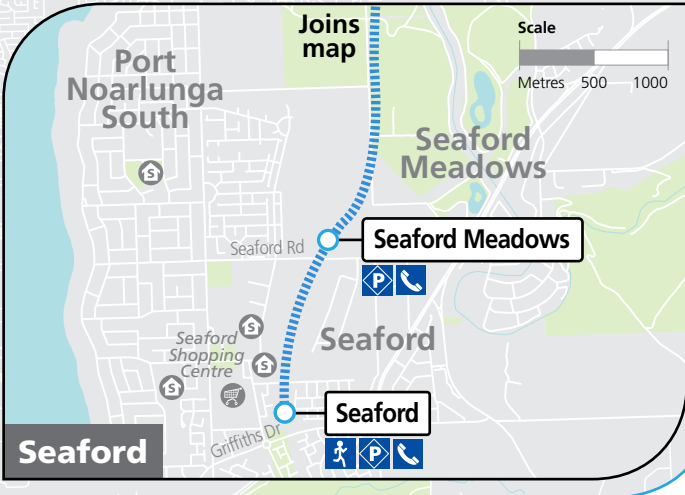 Joins
map
Scale
Metres 500 1000
Port
Noarlunga
South
Seaford
Meadows
S
Seaford Rd
Seaford Meadows
P
Seaford
Shopping
Centre
S
S
S
Seaford
Seaford
Griffiths Dr
P
Seaford